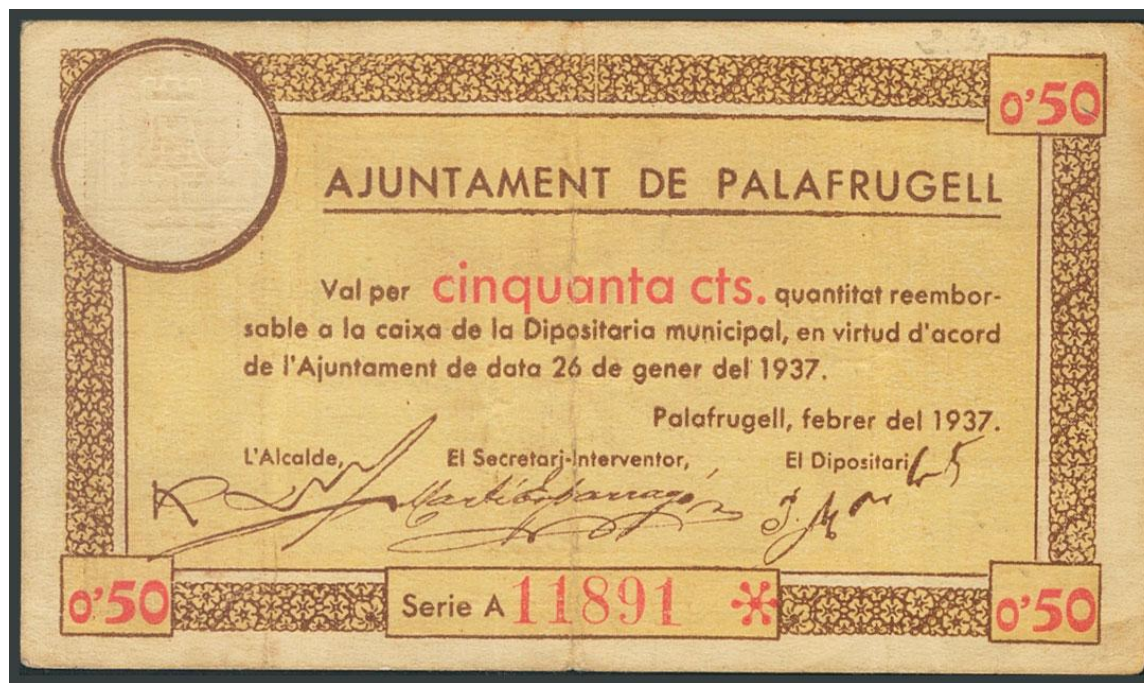 0'50
AJUNTAMENT DE PALAFRUGELL
Val per cinquanta cts. quantitat reembor-
sable a la caixa de la Dipositaria municipal, en virtud d'acord
de l'Ajuntament de data 26 de gener del 1937.
Palafrugell, febrer del 1937.
L'Alcalde, El Secretari-Interventor, El Dipositari
0'50 Serie A 11891 * 0'50